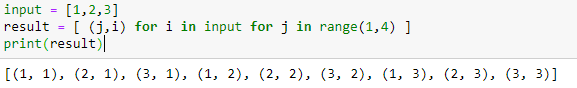 input = [1,2,3]
result = [ (j,i) for i in input for j in range(1,4) ]
print(result)
[(1, 1), (2, 1), (3, 1), (1, 2), (2, 2), (3, 2), (1, 3), (2, 3), (3, 3)]